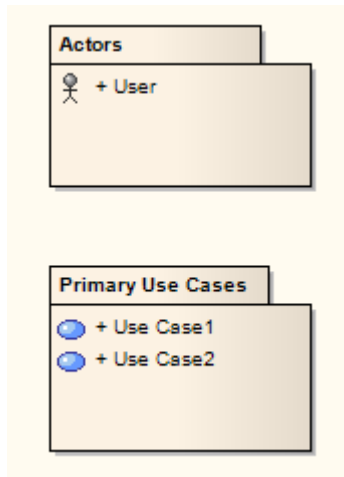 Actors
+ User
Primary Use Cases
+ Use Case1
+ Use Case2